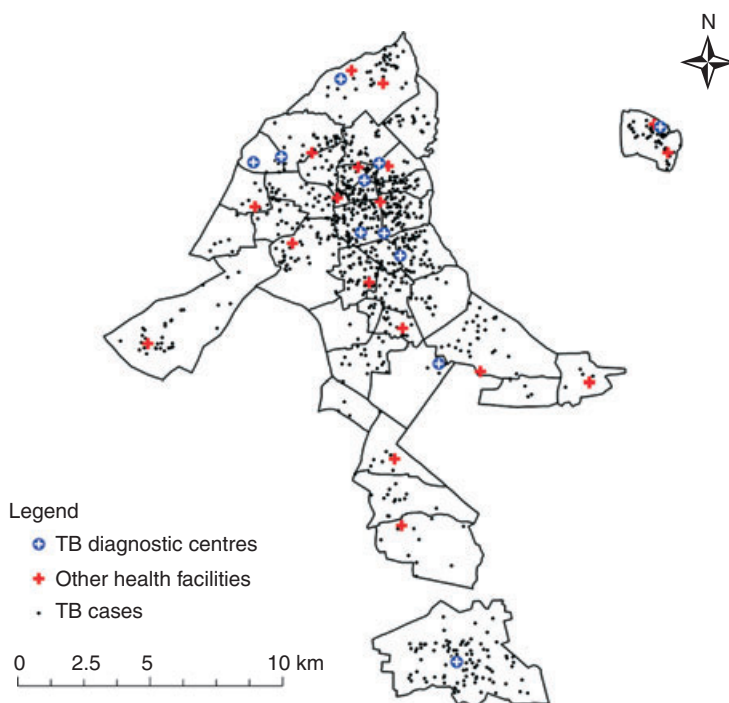 N
Legend
TB diagnostic centres
Other health facilities
TB cases
0 2.5 5 10 km